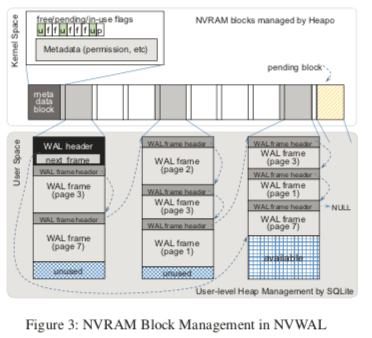 Kernel Space
free/pending/in-use flags
u f f u f f f u p
Metadata (permission, etc)
NVRAM blocks managed by Heapo
pending block
meta
data
block
User Space
WAL header
next_frame
WAL frame header
WAL frame
(page 3)
WAL frame header
WAL frame
(page 7)
unused
WAL frame header
WAL frame
(page 2)
WAL frame header
WAL frame
(page 3)
WAL frame header
WAL frame
(page 1)
unused
WAL frame header
WAL frame
(page 3)
WAL frame header
WAL frame
(page 1)
WAL frame header
WAL frame
(page 7)
available
NULL
User-level Heap Management by SQLite
Figure 3: NVRAM Block Management in NVWAL